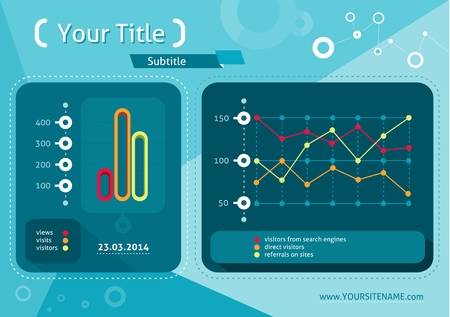 Your Title
Subtitle
400
300
200
100
views
visits
visitors
23.03.2014
150
100
50
visitors from search engines
direct visitors
referrals on sites
www.YOURSITENAME.com